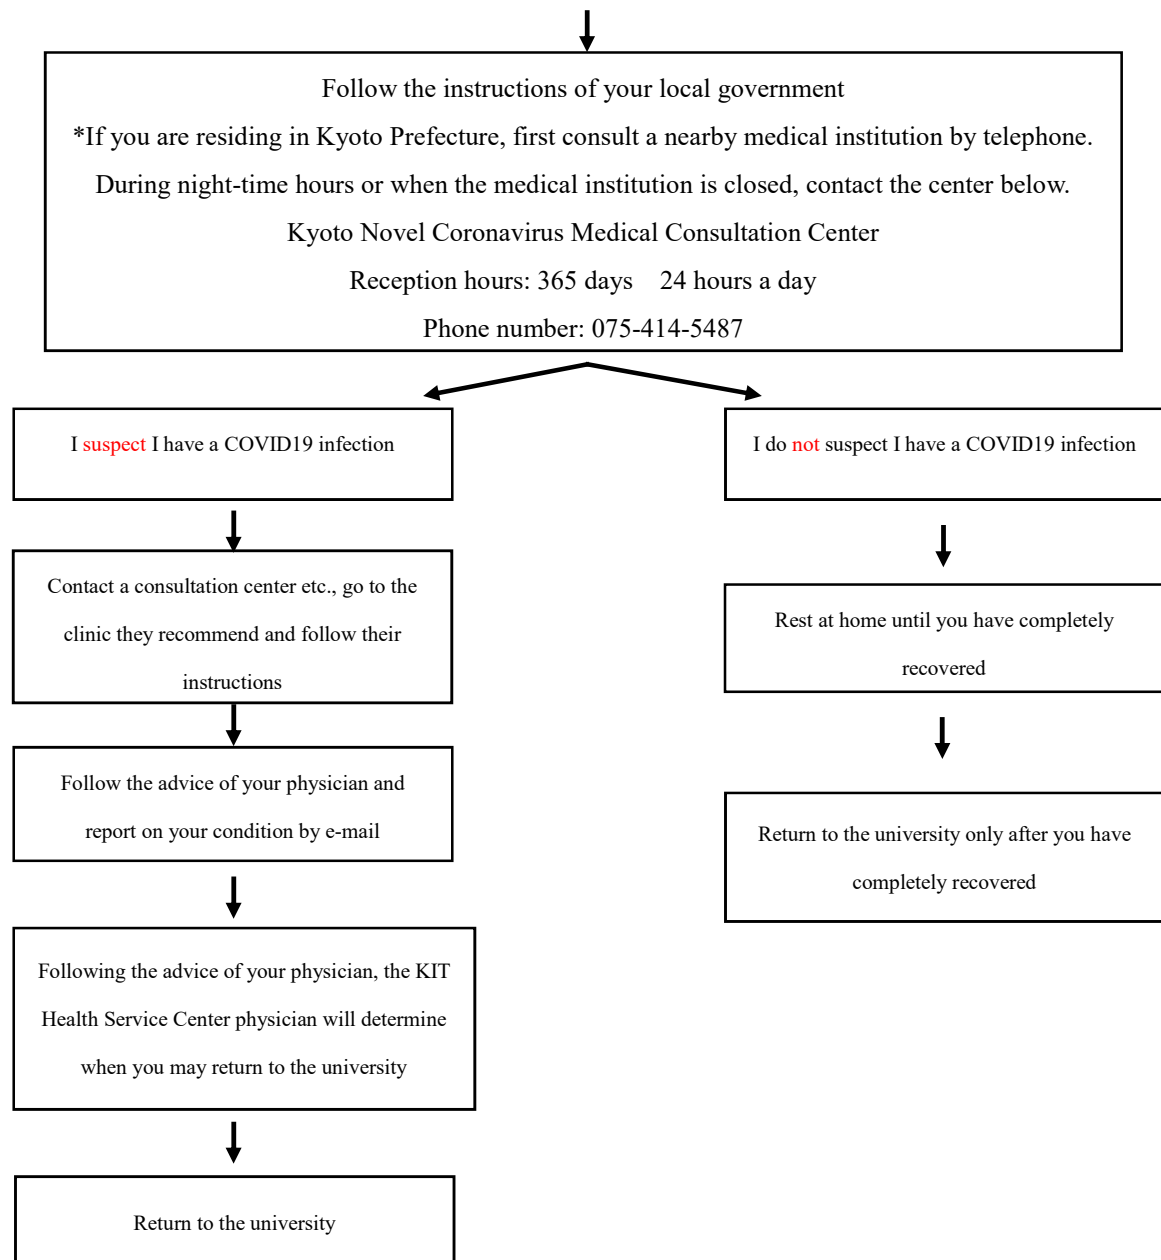 Follow the instructions of your local government
*If you are residing in Kyoto Prefecture, first consult a nearby medical institution by telephone.
During night-time hours or when the medical institution is closed, contact the center below.
Kyoto Novel Coronavirus Medical Consultation Center
Reception hours: 365 days  24 hours a day
Phone number: 075-414-5487
I suspect I have a COVID19 infection
Contact a consultation center etc., go to the
clinic they recommend and follow their
instructions
Follow the advice of your physician and
report on your condition by e-mail
Following the advice of your physician, the KIT
Health Service Center physician will determine
when you may return to the university
Return to the university
I do not suspect I have a COVID19 infection
Rest at home until you have completely
recovered
Return to the university only after you have
completely recovered